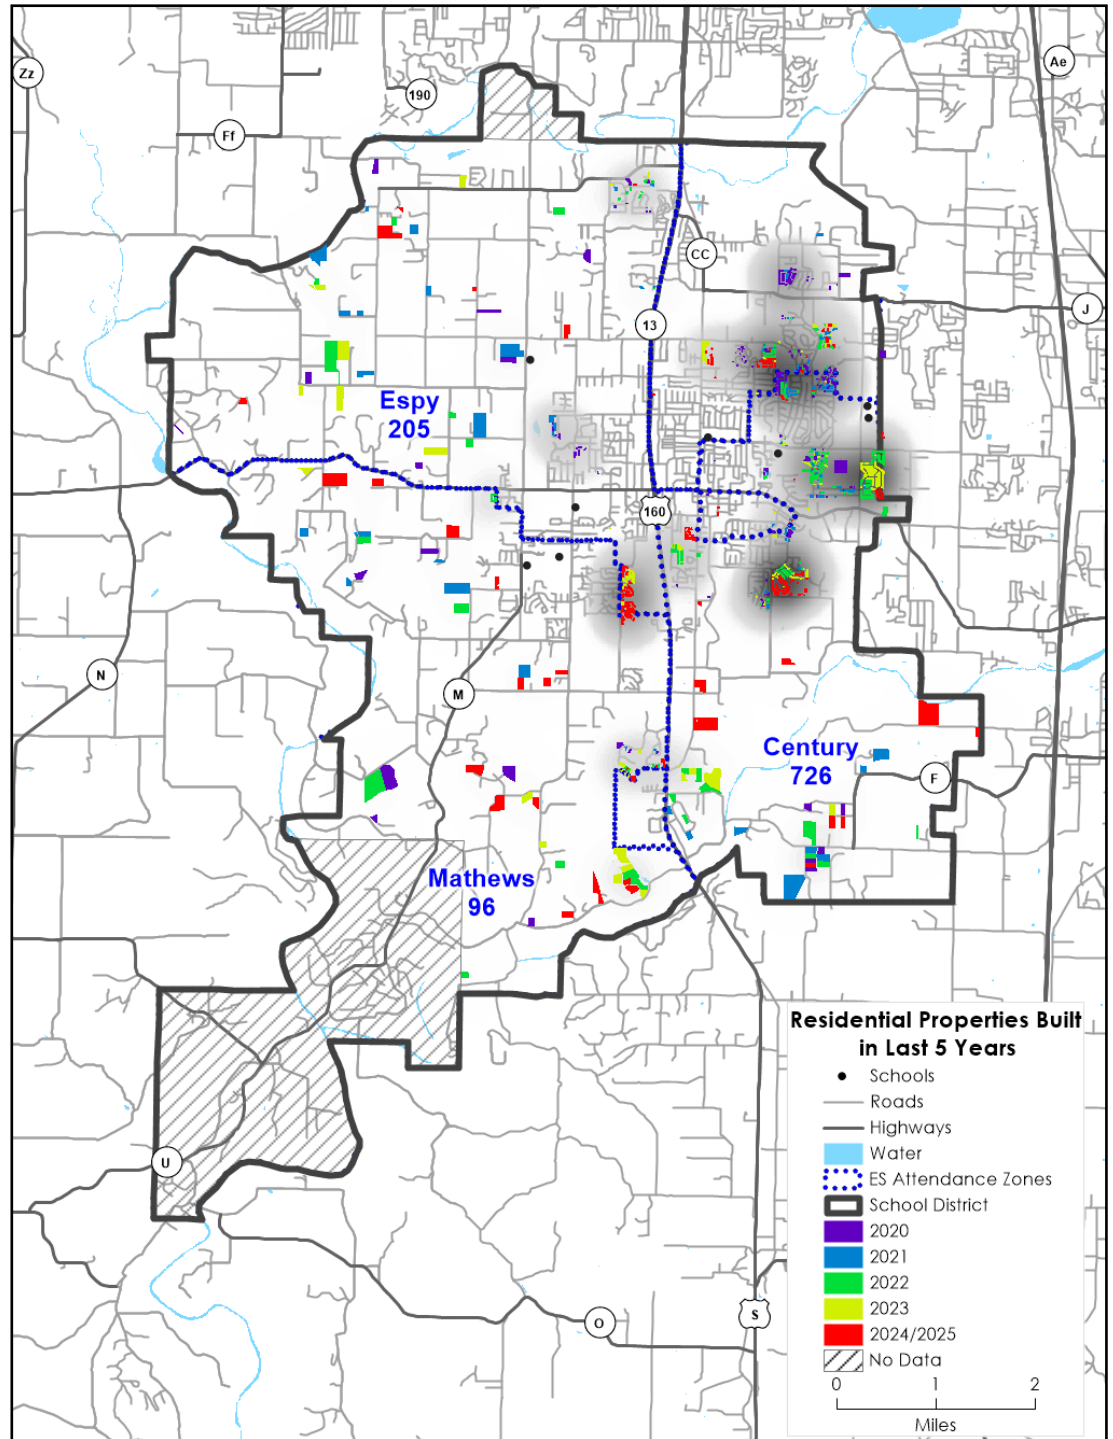 Zz
Ae
190
Ff
CC
J
13
Espy
205
160
N
M
Century
726
F
Mathews
96
U
O
S
Residential Properties Built
in Last 5 Years
Schools
Roads
Highways
Water
ES Attendance Zones
School District
2020
2021
2022
2023
2024/2025
No Data
0 1 2
Miles